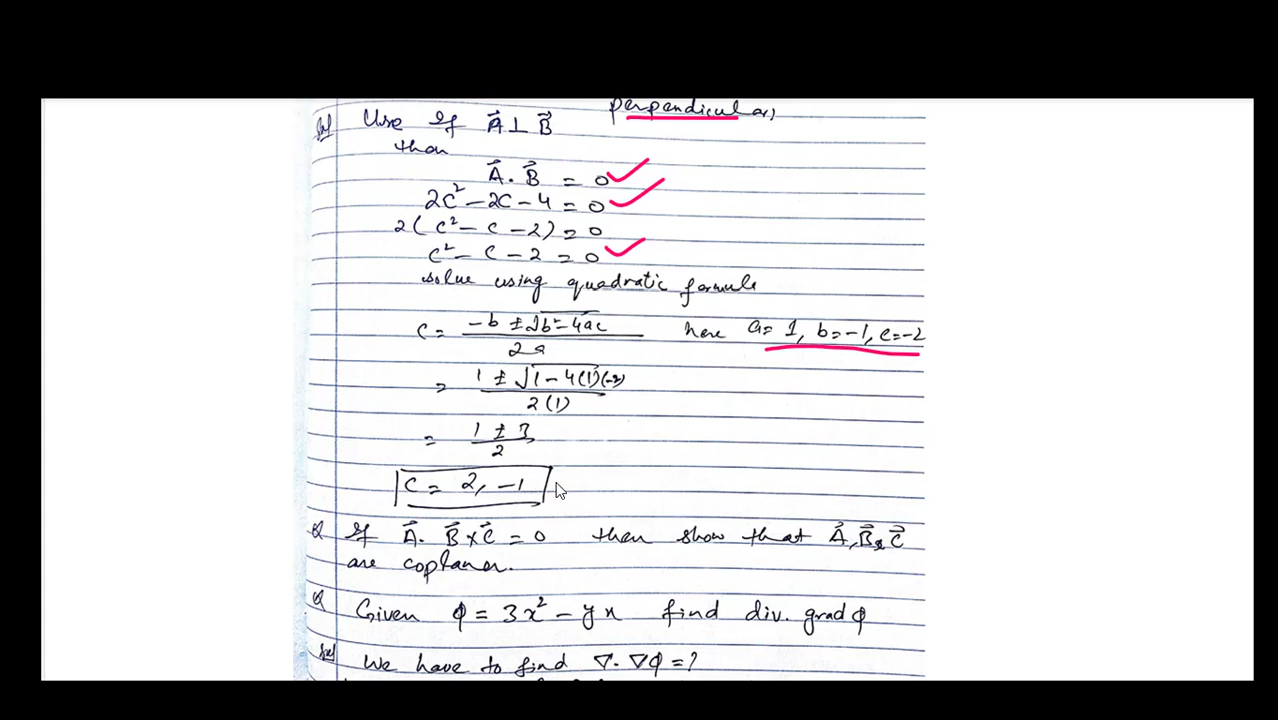 perpendicular,
Sol Use If A⃗ ⊥ B⃗
then
A⃗ . B⃗ = 0
2c² - 2c - 4 = 0
2( c² - c - 2) = 0
c² - c - 2 = 0
solve using quadratic formula
c = (-b ± √(b² - 4ac)) / 2a here a = 1, b = -1, c = -2
= (1 ± √(1 - 4(1)(-2))) / 2(1)
= (1 ± 3) / 2
c = 2, -1
Q If A⃗ . B⃗ × C⃗ = 0 then show that A⃗, B⃗ & C⃗
are coplanar.
Q Given φ = 3x² - yx find div. grad φ
Sol We have to find ∇ . ∇φ = ?